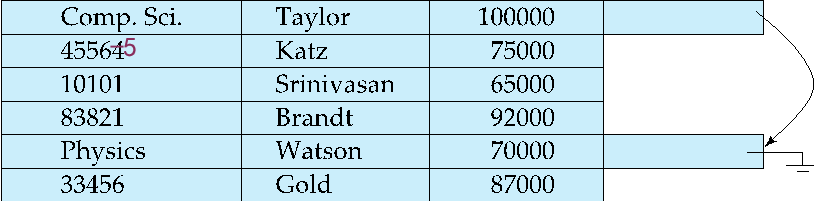 Comp. Sci. Taylor 100000
45564 –5 Katz 75000
10101 Srinivasan 65000
83821 Brandt 92000
Physics Watson 70000
33456 Gold 87000